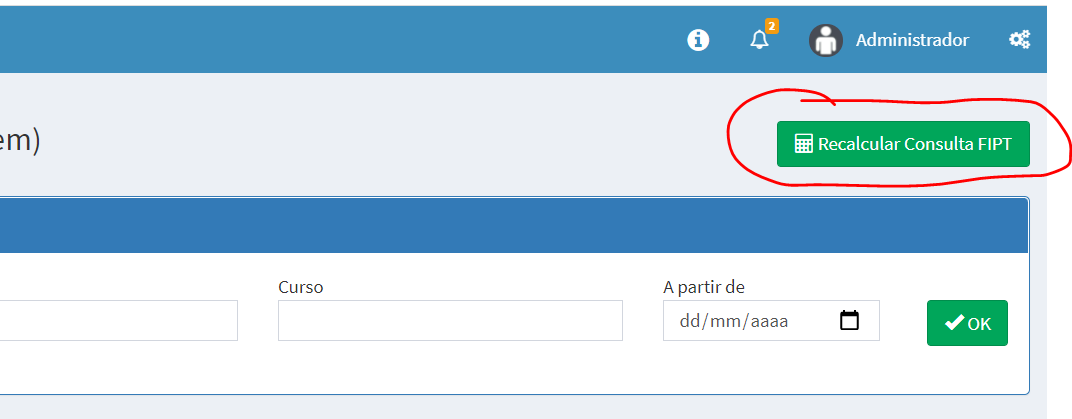 2
Administrador
em)
Recalcular Consulta FIPT
Curso
A partir de
dd/mm/aaaa
OK